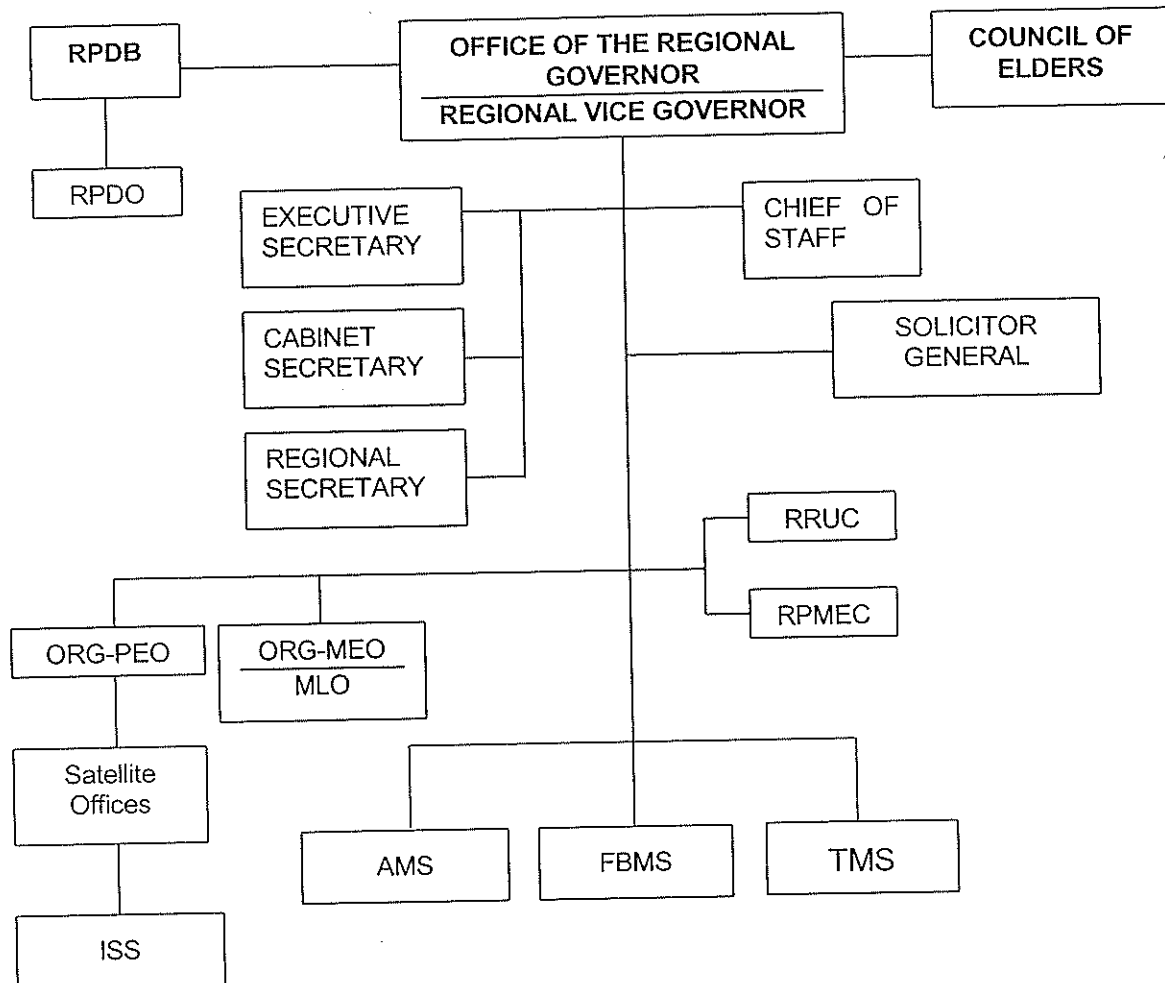 RPDB
OFFICE OF THE REGIONAL
GOVERNOR
REGIONAL VICE GOVERNOR
COUNCIL OF
ELDERS
RPDO
EXECUTIVE
SECRETARY
CHIEF OF
STAFF
CABINET
SECRETARY
SOLICITOR
GENERAL
REGIONAL
SECRETARY
RRUC
RPMEC
ORG-PEO
ORG-MEO
MLO
Satellite
Offices
AMS
FBMS
TMS
ISS